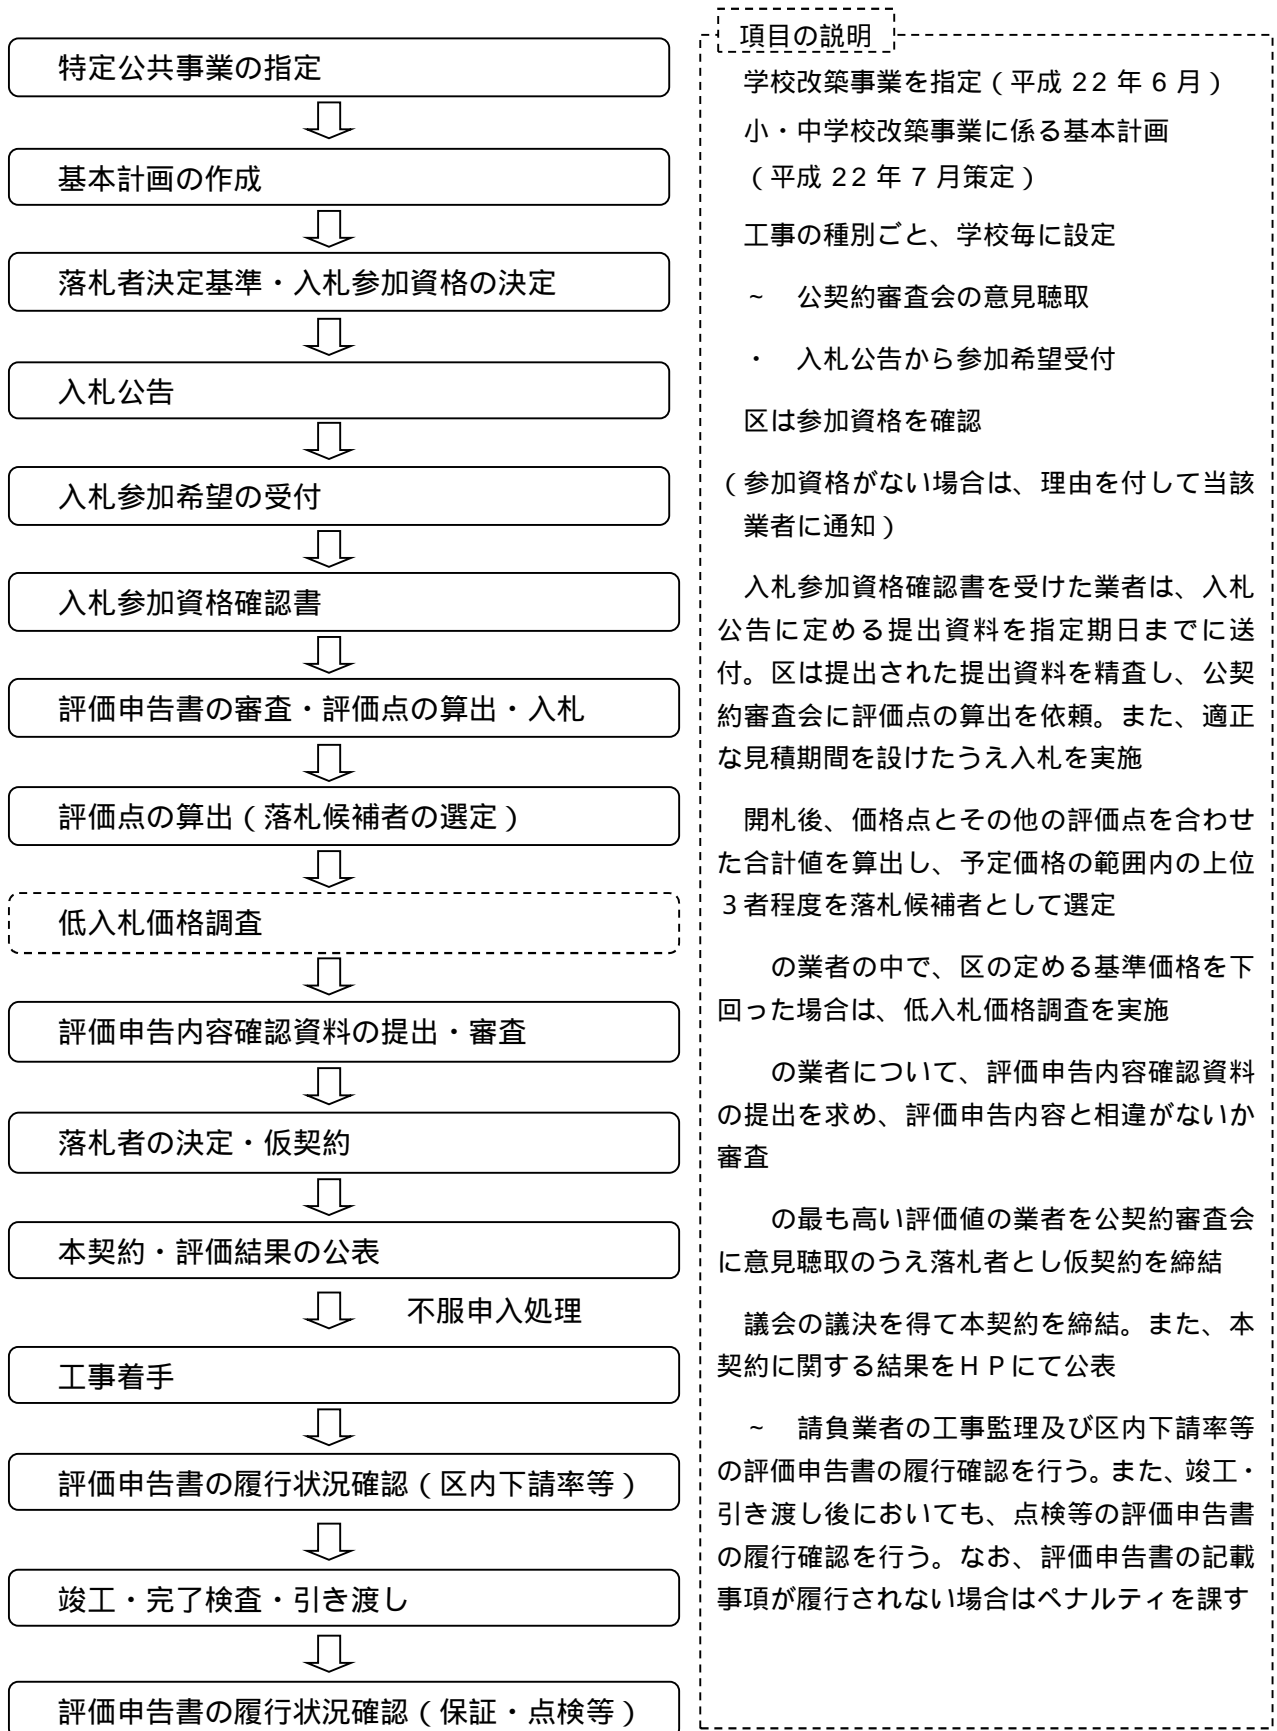 特定公共事業の指定
基本計画の作成
落札者決定基準・入札参加資格の決定
入札公告
入札参加希望の受付
入札参加資格確認書
評価申告書の審査・評価点の算出・入札
評価点の算出（落札候補者の選定）
低入札価格調査
評価申告内容確認資料の提出・審査
落札者の決定・仮契約
本契約・評価結果の公表
不服申入処理
工事着手
評価申告書の履行状況確認（区内下請率等）
竣工・完了検査・引き渡し
評価申告書の履行状況確認（保証・点検等）
項目の説明
学校改築事業を指定（平成 22 年 6 月）
小・中学校改築事業に係る基本計画
（平成 22 年 7 月策定）
工事の種別ごと、学校毎に設定
~ 公契約審査会の意見聴取
・ 入札公告から参加希望受付
区は参加資格を確認
（参加資格がない場合は、理由を付して当該
業者に通知）
入札参加資格確認書を受けた業者は、入札
公告に定める提出資料を指定期日までに送
付。区は提出された提出資料を精査し、公契
約審査会に評価点の算出を依頼。また、適正
な見積期間を設けたうえ入札を実施
開札後、価格点とその他の評価点を合わせ
た合計値を算出し、予定価格の範囲内の上位
３者程度を落札候補者として選定
の業者の中で、区の定める基準価格を下
回った場合は、低入札価格調査を実施
の業者について、評価申告内容確認資料
の提出を求め、評価申告内容と相違がないか
審査
の最も高い評価値の業者を公契約審査会
に意見聴取のうえ落札者とし仮契約を締結
議会の議決を得て本契約を締結。また、本
契約に関する結果をＨＰにて公表
~ 請負業者の工事監理及び区内下請率等
の評価申告書の履行確認を行う。また、竣工・
引き渡し後においても、点検等の評価申告書
の履行確認を行う。なお、評価申告書の記載
事項が履行されない場合はペナルティを課す